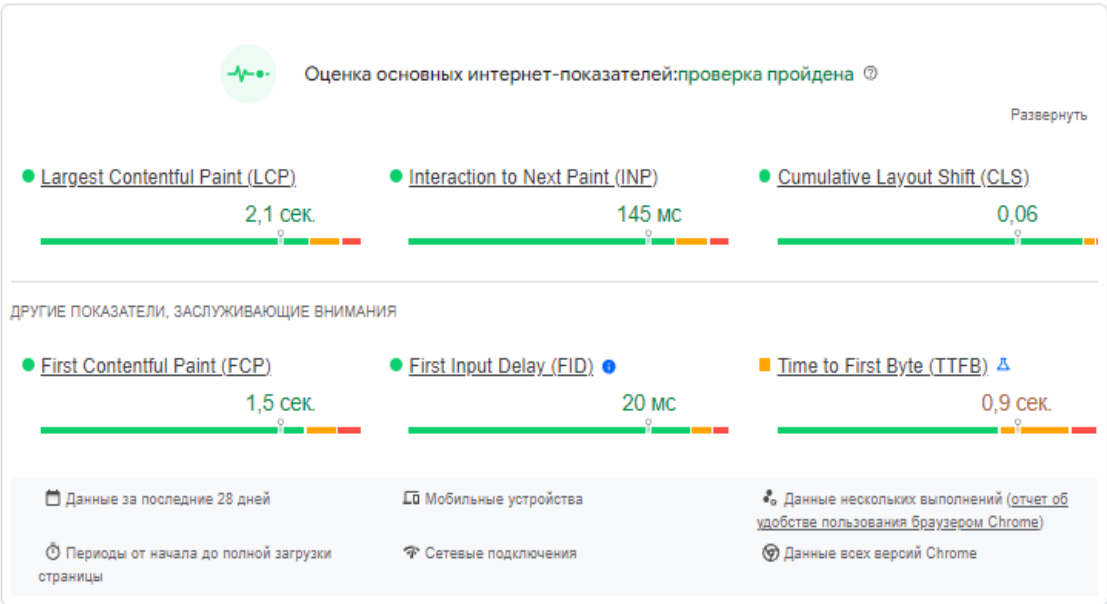 Оценка основных интернет-показателей:проверка пройдена
Развернуть
Largest Contentful Paint (LCP)
2,1 сек.
Interaction to Next Paint (INP)
145 мс
Cumulative Layout Shift (CLS)
0,06
ДРУГИЕ ПОКАЗАТЕЛИ, ЗАСЛУЖИВАЮЩИЕ ВНИМАНИЯ
First Contentful Paint (FCP)
1,5 сек.
First Input Delay (FID)
20 мс
Time to First Byte (TTFB)
0,9 сек.
Данные за последние 28 дней
Мобильные устройства
Данные нескольких выполнений (отчет об
удобстве пользования браузером Chrome)
Периоды от начала до полной загрузки
страницы
Сетевые подключения
Данные всех версий Chrome